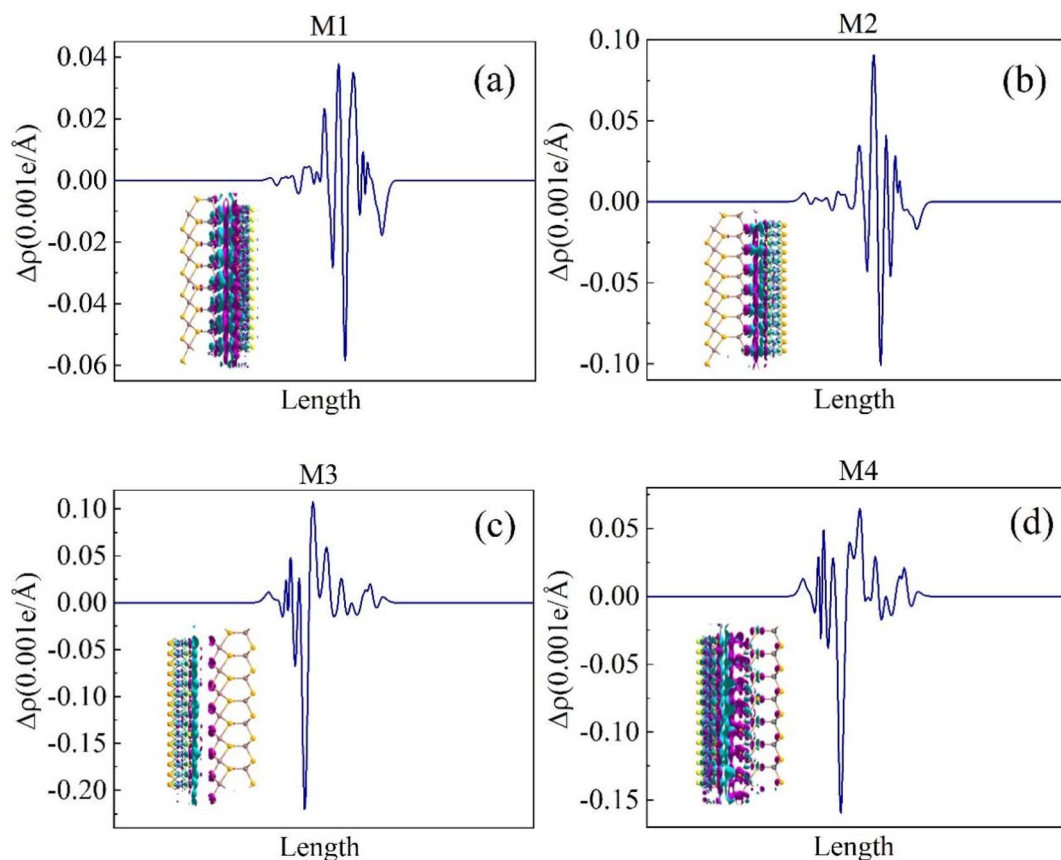 M1
(a)
Δρ(0.001e/Å)
0.04
0.02
0.00
-0.02
-0.04
-0.06
Length
M2
(b)
Δρ(0.001e/Å)
0.10
0.05
0.00
-0.05
-0.10
Length
M3
(c)
Δρ(0.001e/Å)
0.10
0.05
0.00
-0.05
-0.10
-0.15
-0.20
Length
M4
(d)
Δρ(0.001e/Å)
0.05
0.00
-0.05
-0.10
-0.15
Length